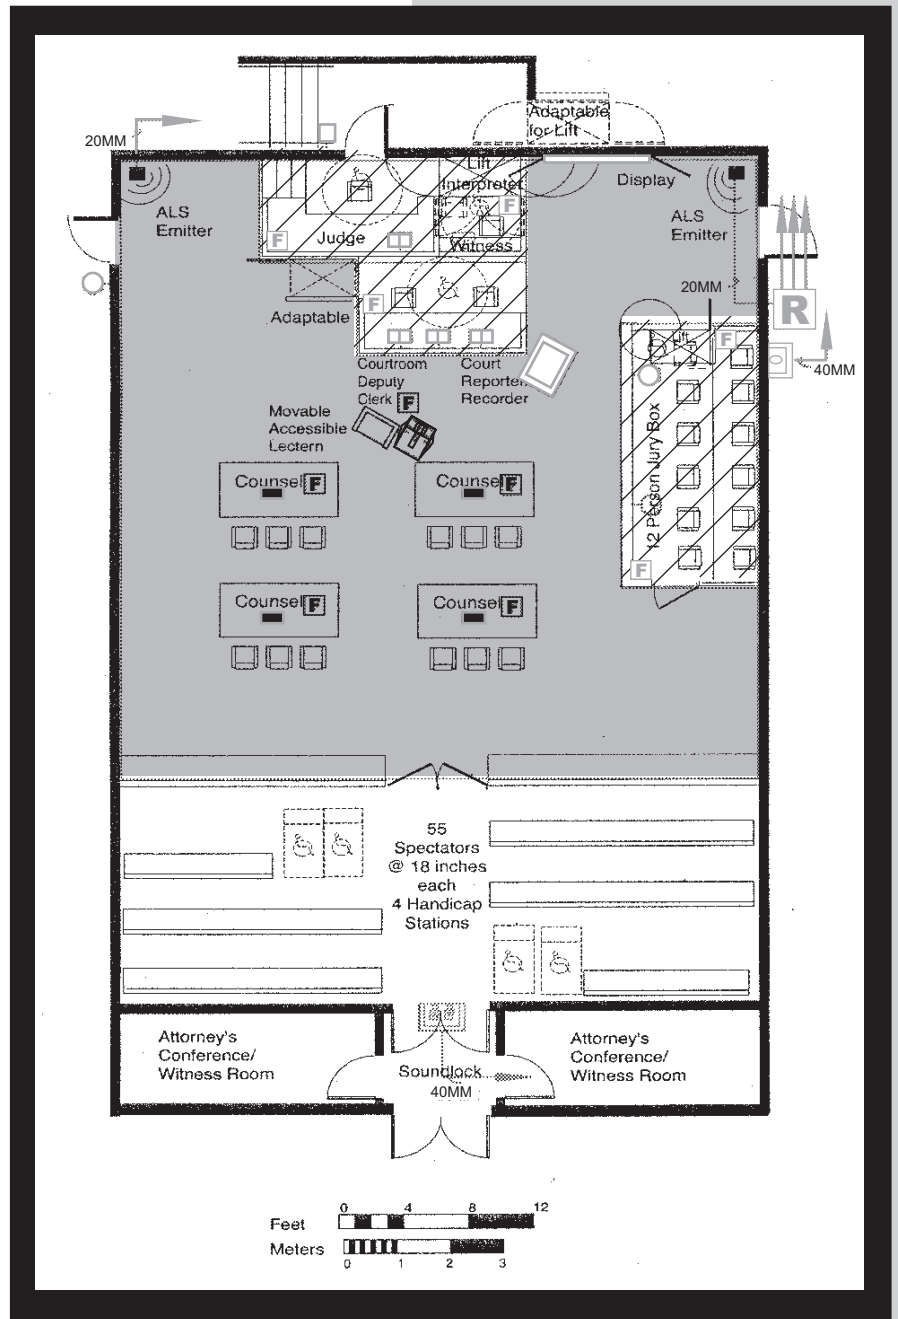 Adaptable
for Lift
20MM
Lift
Interpreter
Display
ALS
Emitter
ALS
Emitter
F
F
Judge
Witness
20MM
R
F
Adaptable
F
Lift
40MM
Courtroom
Deputy
Clerk F
Court
Reporter
Recorder
Movable
Accessible
Lectern
12 Person Jury Box
Counsel F
Counsel F
F
Counsel F
Counsel F
55
Spectators
@ 18 inches
each
4 Handicap
Stations
Attorney's
Conference/
Witness Room
Attorney's
Conference/
Witness Room
Soundlock
40MM
Feet
0 4 8 12
Meters
0 1 2 3